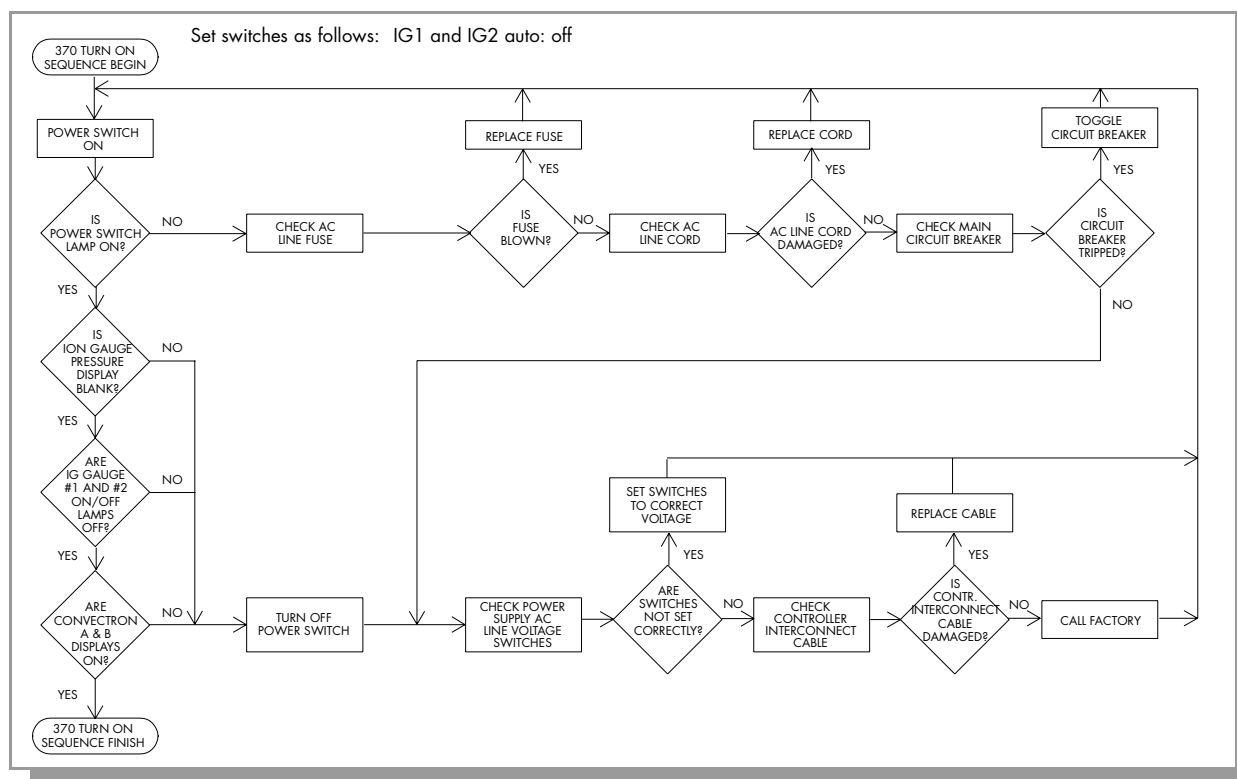 Set switches as follows: IG1 and IG2 auto: off
370 TURN ON
SEQUENCE BEGIN
POWER SWITCH
ON
IS
POWER SWITCH
LAMP ON?
NO
CHECK AC
LINE FUSE
IS
FUSE
BLOWN?
YES
REPLACE FUSE
NO
CHECK AC
LINE CORD
IS
AC LINE CORD
DAMAGED?
YES
REPLACE CORD
NO
CHECK MAIN
CIRCUIT BREAKER
IS
CIRCUIT
BREAKER
TRIPPED?
YES
TOGGLE
CIRCUIT BREAKER
NO
YES
IS
ION GAUGE
PRESSURE
DISPLAY
BLANK?
NO
YES
ARE
IG GAUGE
#1 AND #2
ON/OFF
LAMPS
OFF?
NO
YES
ARE
CONVECTRON
A & B
DISPLAYS
ON?
NO
TURN OFF
POWER SWITCH
CHECK POWER
SUPPLY AC
LINE VOLTAGE
SWITCHES
ARE
SWITCHES
NOT SET
CORRECTLY?
YES
SET SWITCHES
TO CORRECT
VOLTAGE
NO
CHECK
CONTROLLER
INTERCONNECT
CABLE
IS
CONTR.
INTERCONNECT
CABLE
DAMAGED?
YES
REPLACE CABLE
NO
CALL FACTORY
YES
370 TURN ON
SEQUENCE FINISH